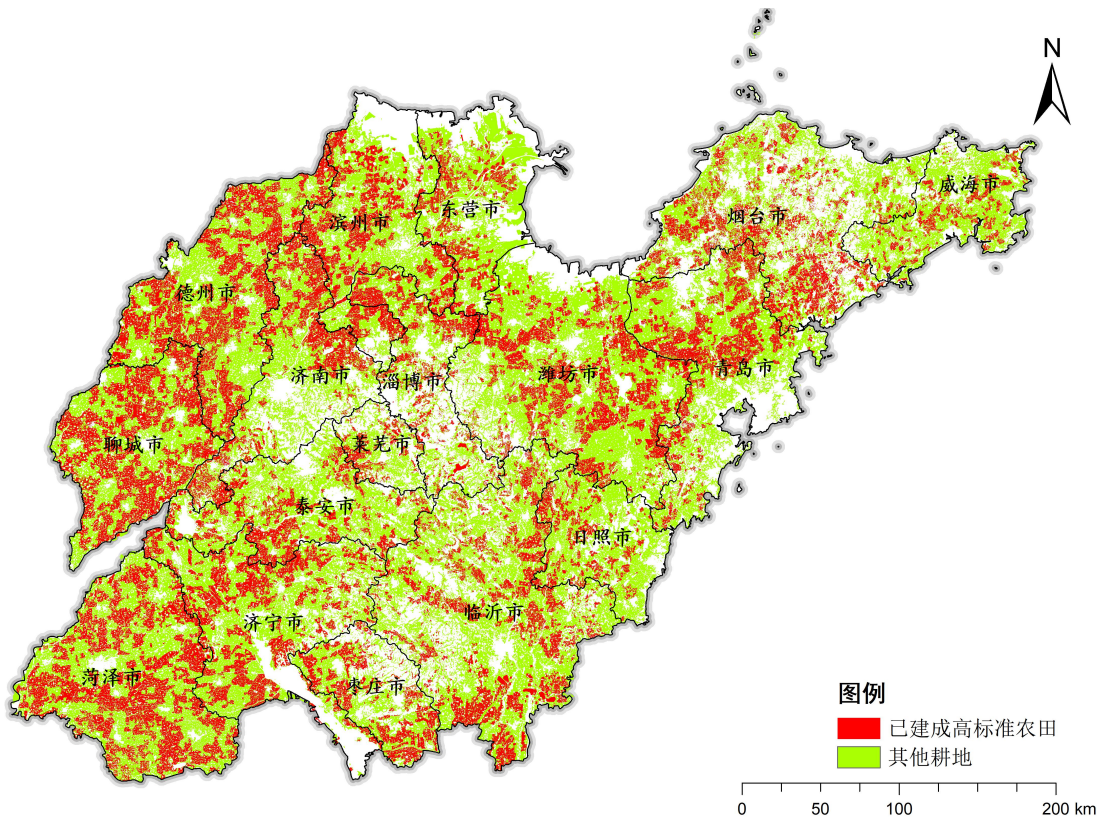 N
威海市
东营市
烟台市
滨州市
德州市
青岛市
潍坊市
济南市
淄博市
聊城市
莱芜市
泰安市
日照市
临沂市
济宁市
菏泽市
枣庄市
图例
已建成高标准农田
其他耕地
0 50 100 200 km